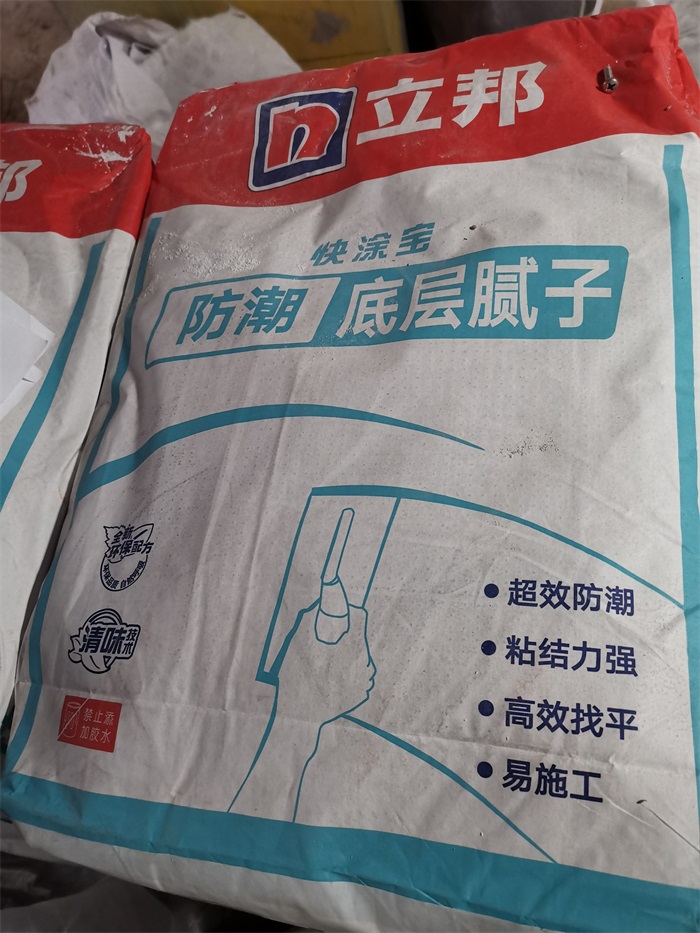 立邦
邦
快涂宝
防潮 底层腻子
全新
环保配方
清味技术
禁止添
加胶水
• 超效防潮
• 粘结力强
• 高效找平
• 易施工